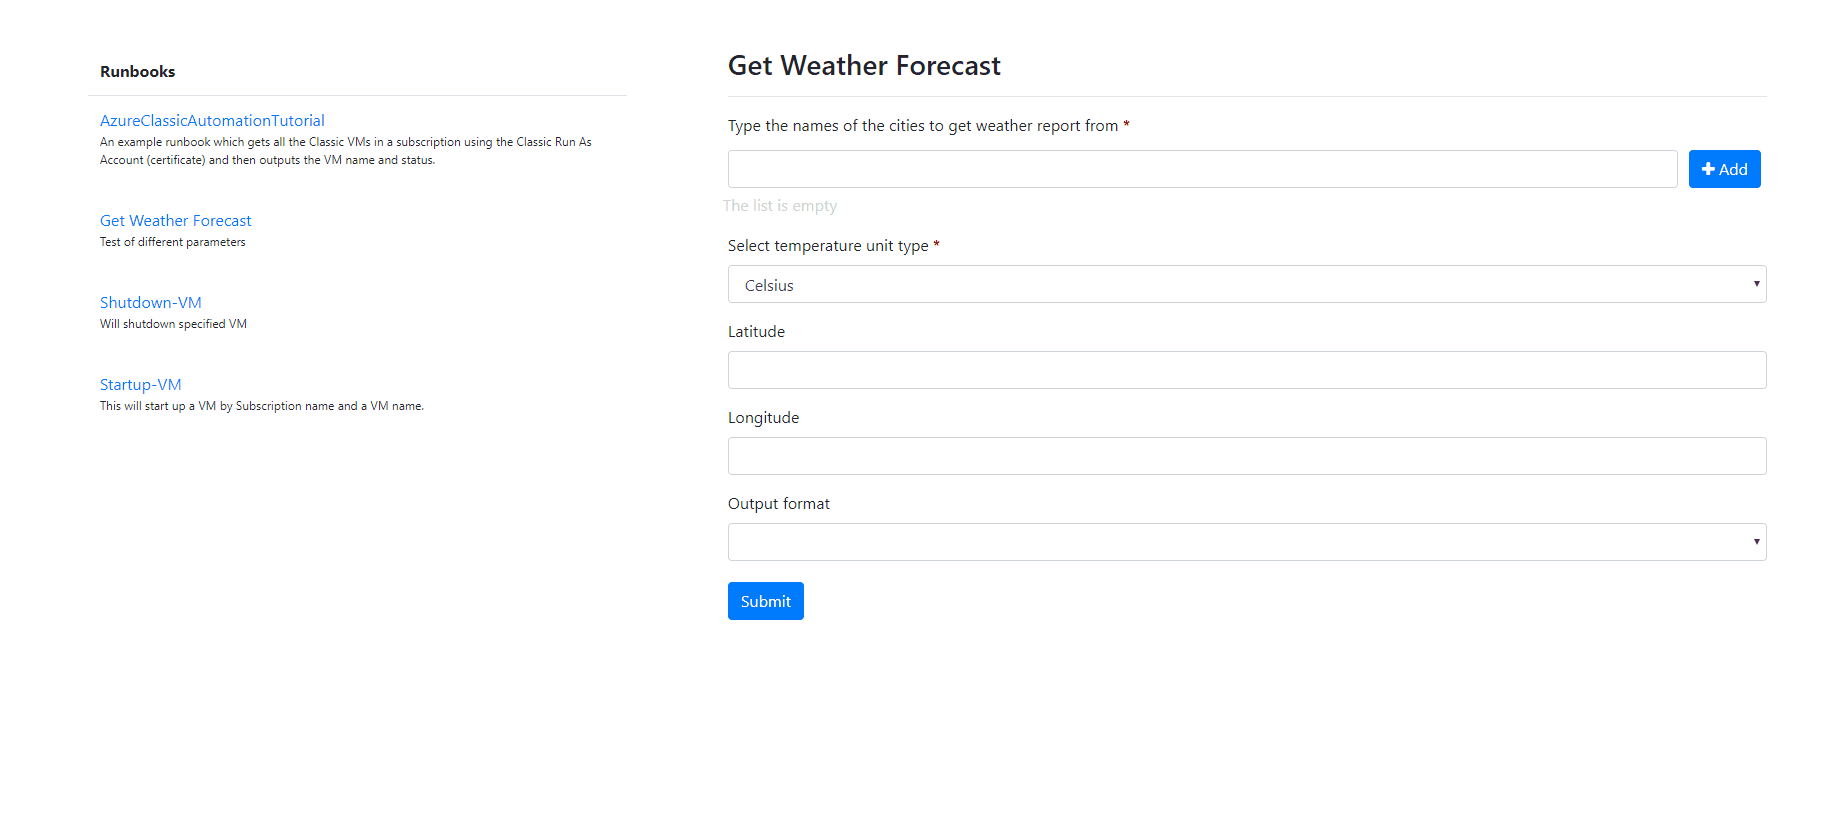 Runbooks
AzureClassicAutomationTutorial
An example runbook which gets all the Classic VMs in a subscription using the Classic Run As
Account (certificate) and then outputs the VM name and status.
Get Weather Forecast
Test of different parameters
Shutdown-VM
Will shutdown specified VM
Startup-VM
This will start up a VM by Subscription name and a VM name.
Get Weather Forecast
Type the names of the cities to get weather report from *
Add
The list is empty
Select temperature unit type *
Celsius
Latitude
Longitude
Output format
Submit